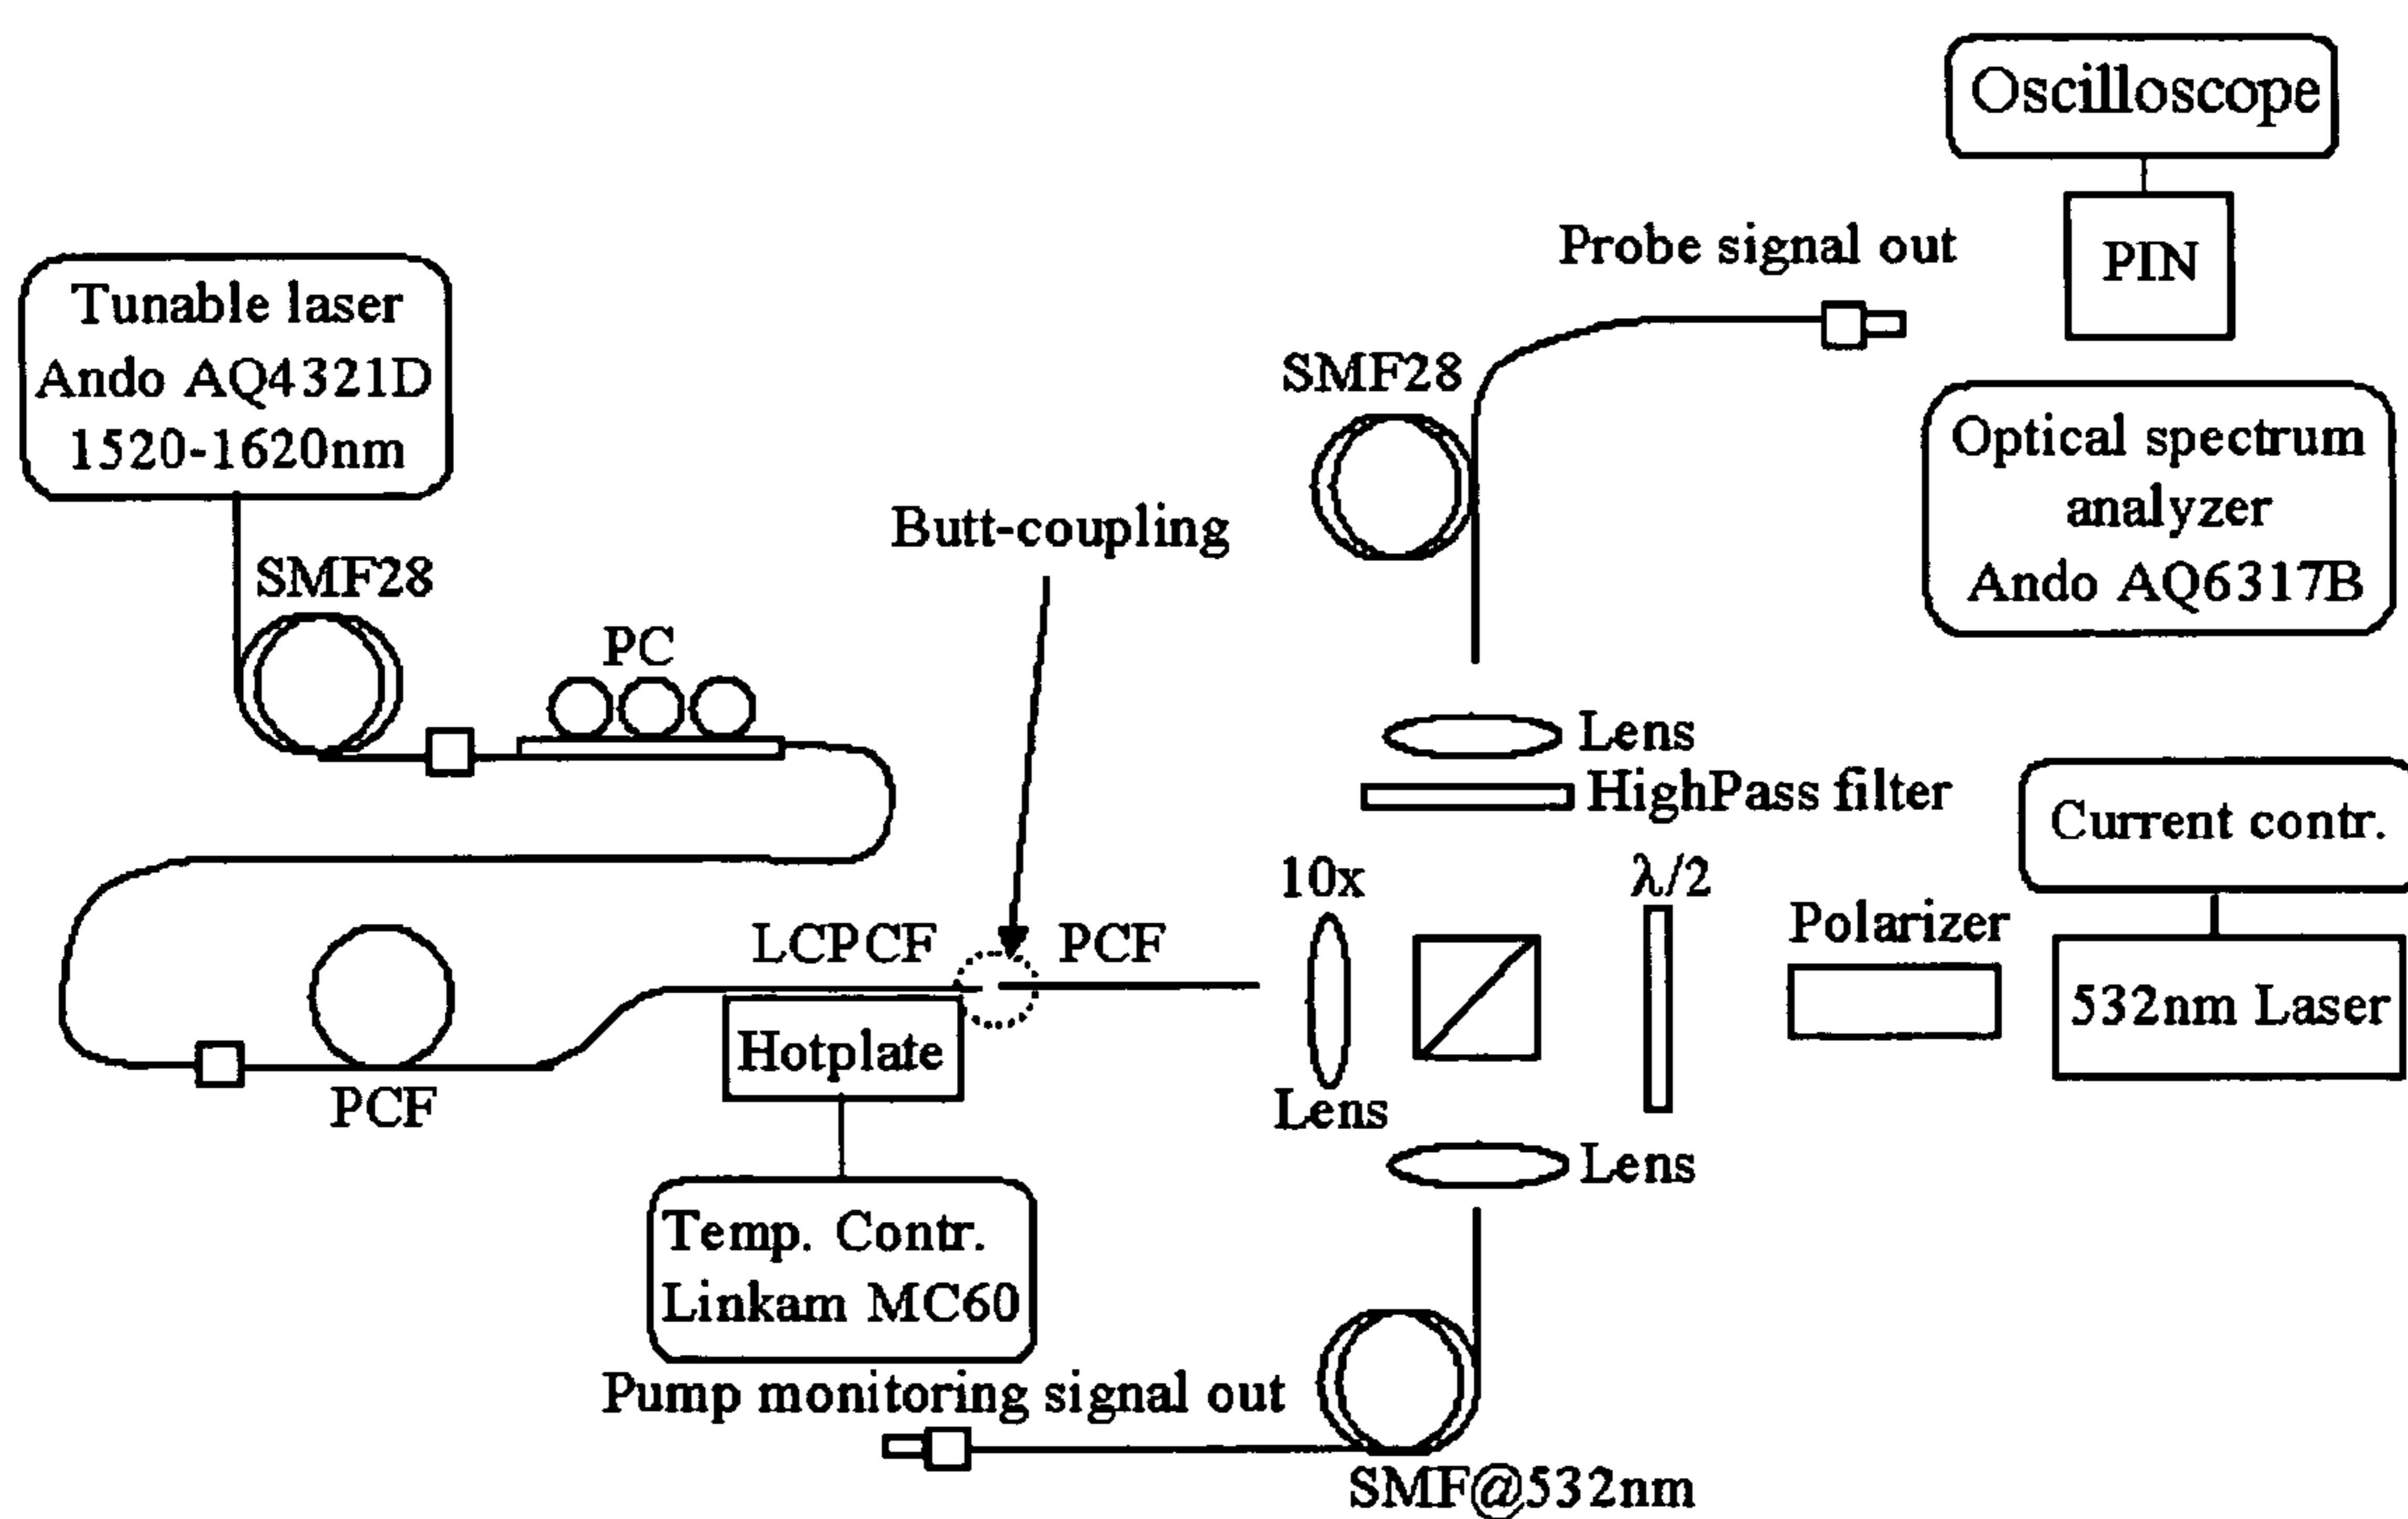 Oscilloscope
PIN
Probe signal out
Tunable laser
Ando AQ4321D
1520-1620nm
SMF28
Optical spectrum
analyzer
Ando AQ6317B
Butt-coupling
SMF28
PC
Lens
HighPass filter
Current contr.
10x
λ/2
Polarizer
LCPCF
PCF
532nm Laser
Hotplate
PCF
Lens
Lens
Temp. Contr.
Linkam MC60
Pump monitoring signal out
SMF@532nm